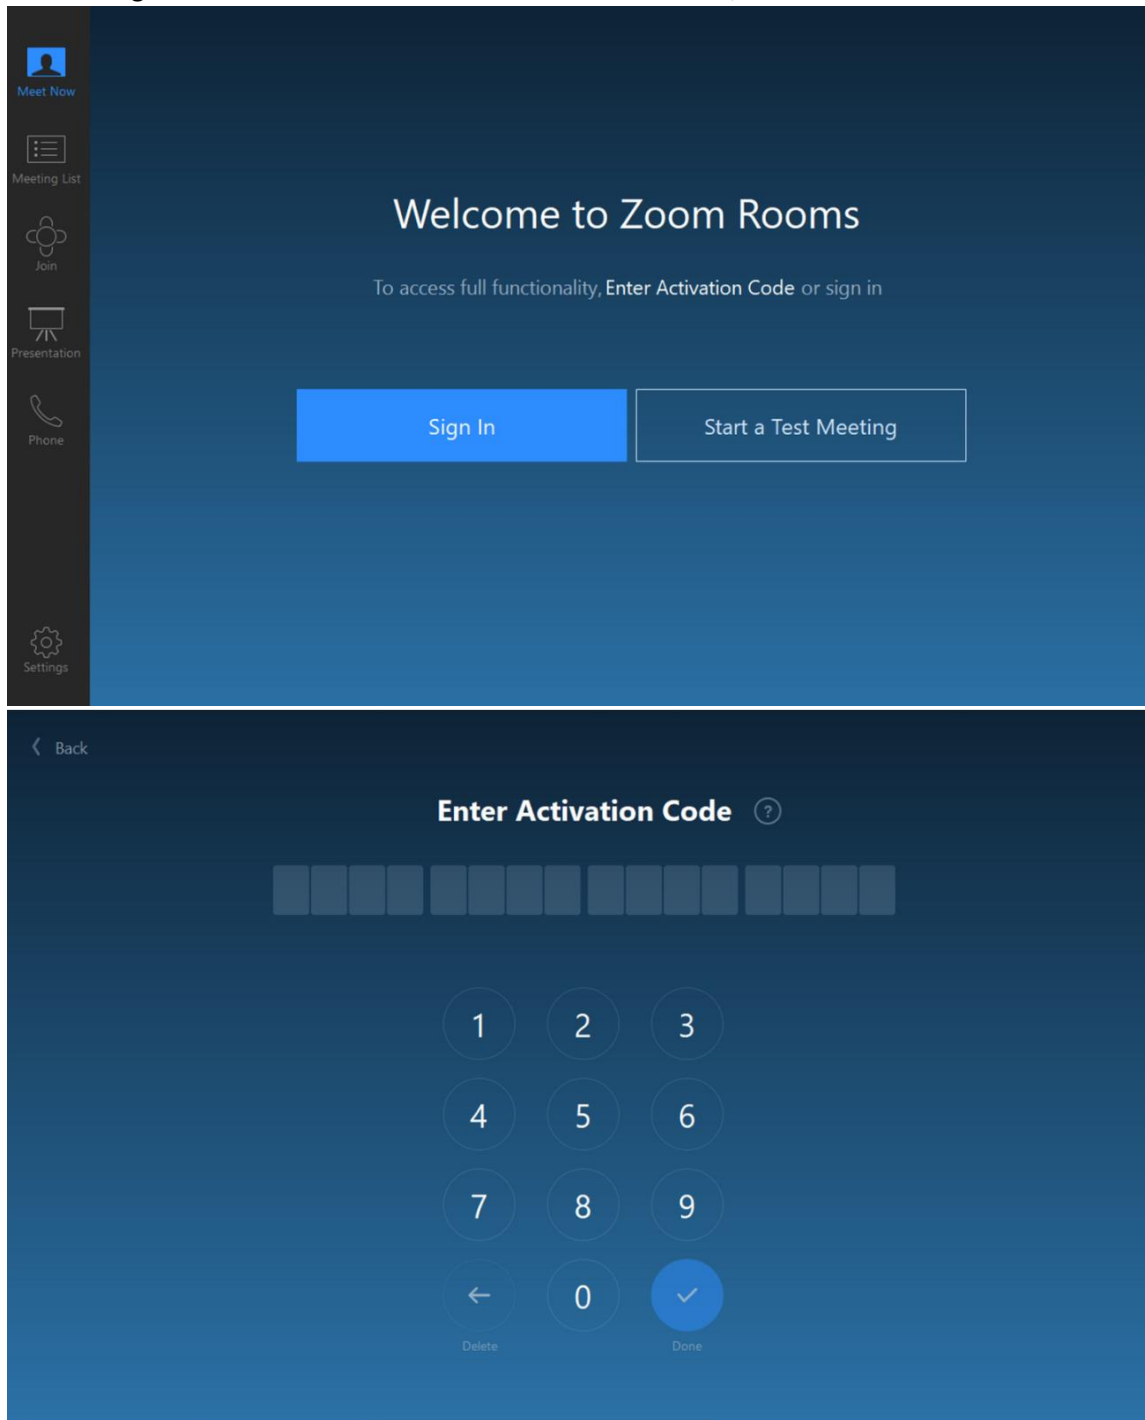 Meet Now
Meeting List
Join
Presentation
Phone
Settings
Welcome to Zoom Rooms
To access full functionality, Enter Activation Code or sign in
Sign In
Start a Test Meeting
Back
Enter Activation Code ?
1 2 3
4 5 6
7 8 9
0
Delete Done